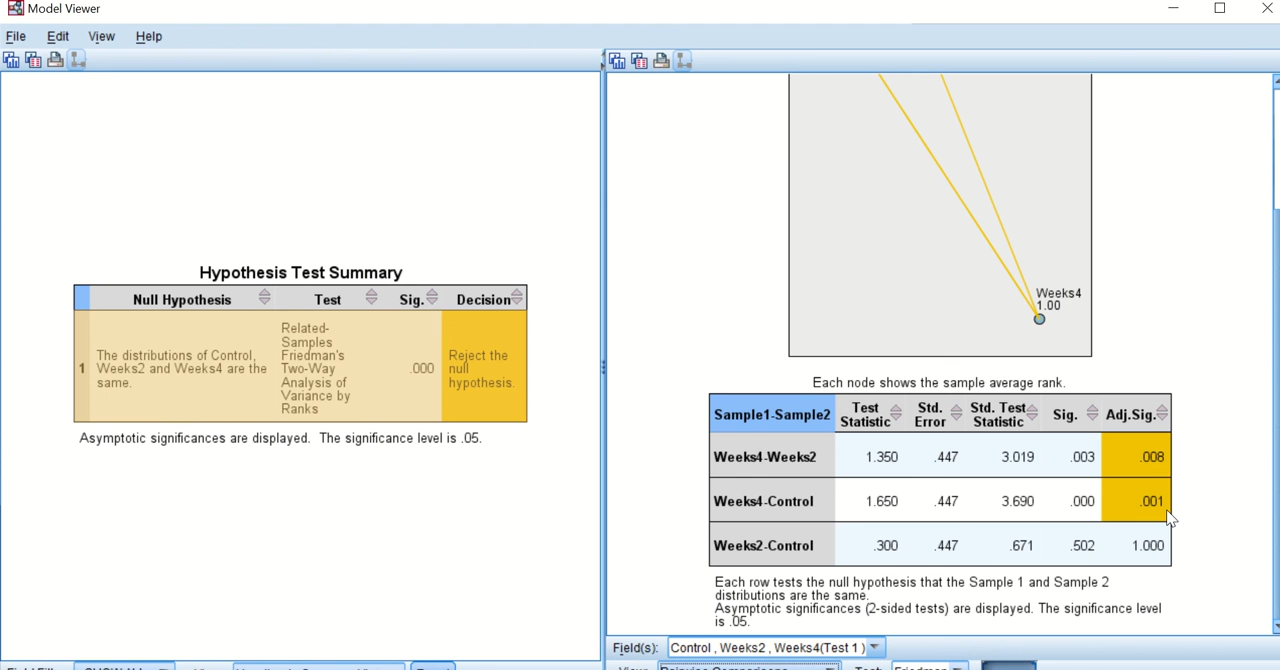 Model Viewer
File Edit View Help
Hypothesis Test Summary
Null Hypothesis Test Sig. Decision
1 The distributions of Control, Weeks2 and Weeks4 are the same. Related-Samples Friedman's Two-Way Analysis of Variance by Ranks .000 Reject the null hypothesis.
Asymptotic significances are displayed. The significance level is .05.
Weeks4
1.00
Each node shows the sample average rank.
Sample1-Sample2 Test Statistic Std. Error Std. Test Statistic Sig. Adj.Sig.
Weeks4-Weeks2 1.350 .447 3.019 .003 .008
Weeks4-Control 1.650 .447 3.690 .000 .001
Weeks2-Control .300 .447 .671 .502 1.000
Each row tests the null hypothesis that the Sample 1 and Sample 2
distributions are the same.
Asymptotic significances (2-sided tests) are displayed. The significance level
is .05.
Field(s): Control , Weeks2 , Weeks4(Test 1 )